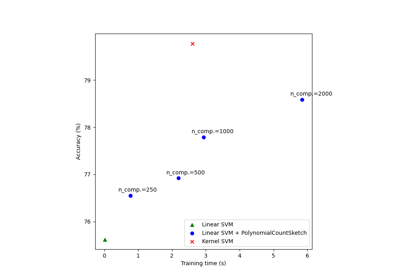 79
78
77
76
Accuracy (%)
n_comp.=2000
n_comp.=1000
n_comp.=500
n_comp.=250
Linear SVM
Linear SVM + PolynomialCountSketch
Kernel SVM
0 1 2 3 4 5 6
Training time (s)